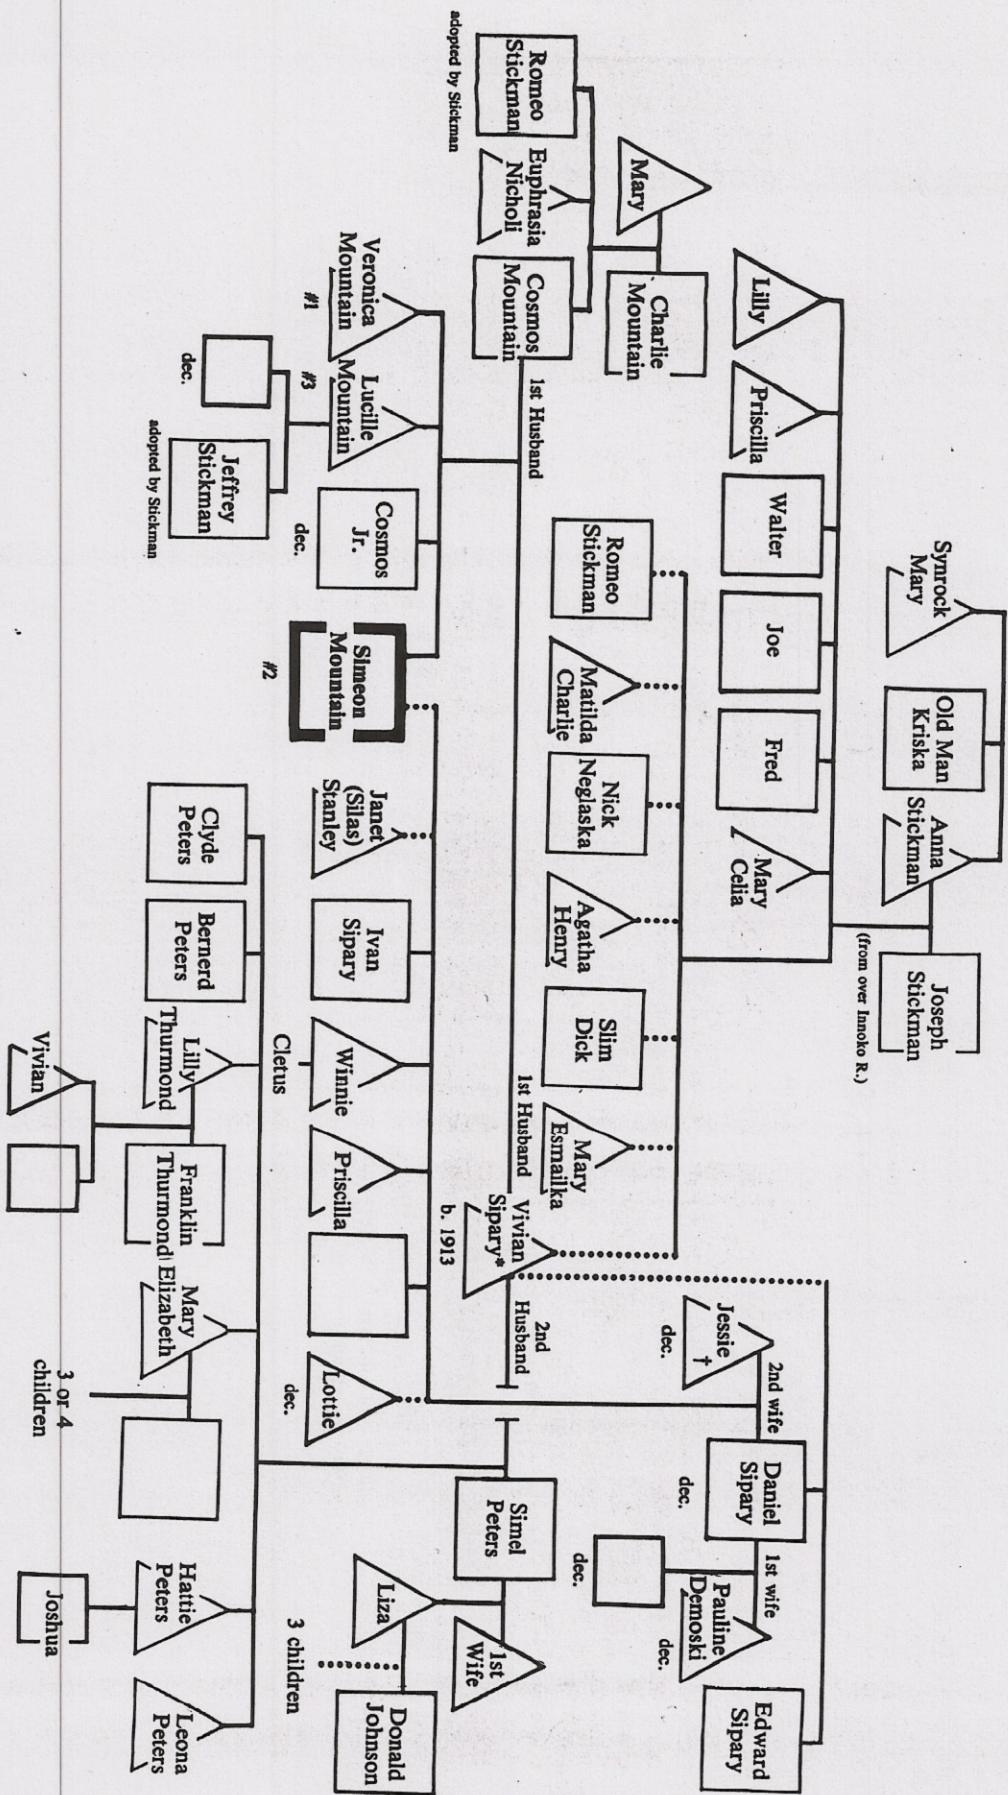 Synrock
Mary
Old Man
Kriska
Anna
Stickman
Joseph
Stickman
(from over Innoko R.)
Lilly
Priscilla
Walter
Joe
Fred
Mary
Celia
Mary
Charlie
Mountain
Romeo
Stickman
adopted by Stickman
Euphrasia
Nicholi
Cosmos
Mountain
1st Husband
Romeo
Stickman
Matilda
Charlie
Nick
Neglaska
Agatha
Henry
Slim
Dick
Mary
Esmailka
1st Husband
Vivian
Sipary*
b. 1913
2nd
Husband
Jessie †
dec.
2nd wife
Daniel
Sipary
dec.
1st wife
Pauline
Demoski
dec.
dec.
Edward
Sipary
Veronica
Mountain
#1
Lucille
Mountain
#3
dec.
Jeffrey
Stickman
adopted by Stickman
Cosmos
Jr.
dec.
Simeon
Mountain
#2
Janet
(Silas)
Stanley
Ivan
Sipary
Winnie
Cletus
Priscilla
Lottie
dec.
Simel
Peters
1st
Wife
Liza
3 children
Donald
Johnson
Clyde
Peters
Bernerd
Peters
Lilly
Thurmond
Franklin
Thurmond
Vivian
Mary
Elizabeth
3 or 4
children
Hattie
Peters
Joshua
Leona
Peters